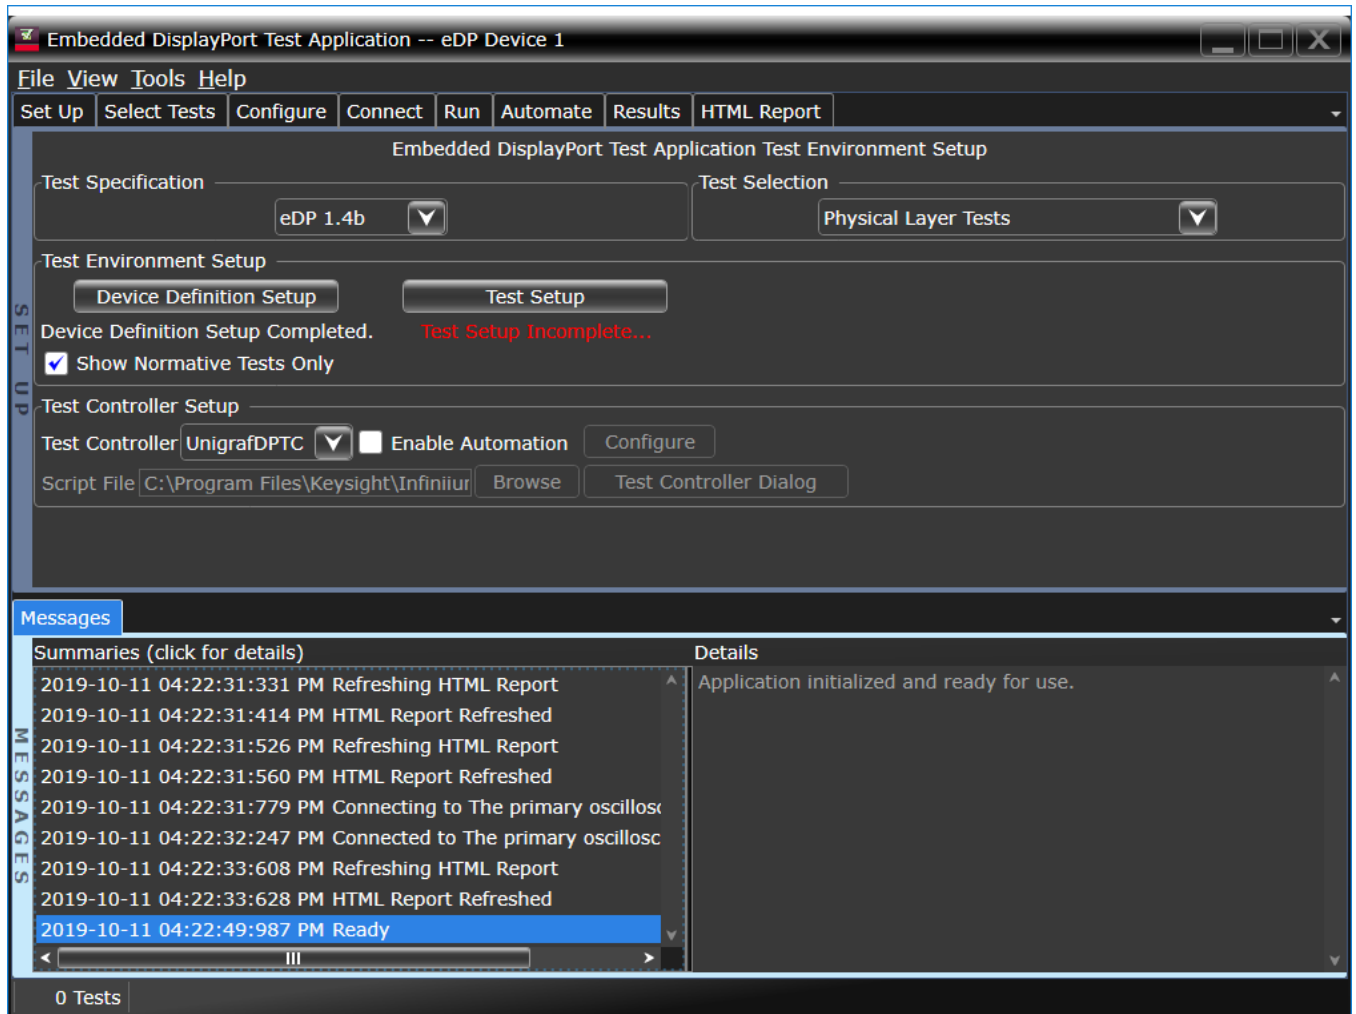 Embedded DisplayPort Test Application -- eDP Device 1
File View Tools Help
Set Up Select Tests Configure Connect Run Automate Results HTML Report
Embedded DisplayPort Test Application Test Environment Setup
Test Specification Test Selection
eDP 1.4b Physical Layer Tests
Test Environment Setup
Device Definition Setup Test Setup
Device Definition Setup Completed. Test Setup Incomplete...
Show Normative Tests Only
SET UP
Test Controller Setup
Test Controller UnigrafDPTC Enable Automation Configure
Script File C:\Program Files\Keysight\Infiniiur Browse Test Controller Dialog
Messages
Summaries (click for details) Details
2019-10-11 04:22:31:331 PM Refreshing HTML Report Application initialized and ready for use.
2019-10-11 04:22:31:414 PM HTML Report Refreshed
2019-10-11 04:22:31:526 PM Refreshing HTML Report
2019-10-11 04:22:31:560 PM HTML Report Refreshed
2019-10-11 04:22:31:779 PM Connecting to The primary oscillosc
2019-10-11 04:22:32:247 PM Connected to The primary oscillosc
2019-10-11 04:22:33:608 PM Refreshing HTML Report
2019-10-11 04:22:33:628 PM HTML Report Refreshed
2019-10-11 04:22:49:987 PM Ready
MESSAGES
0 Tests